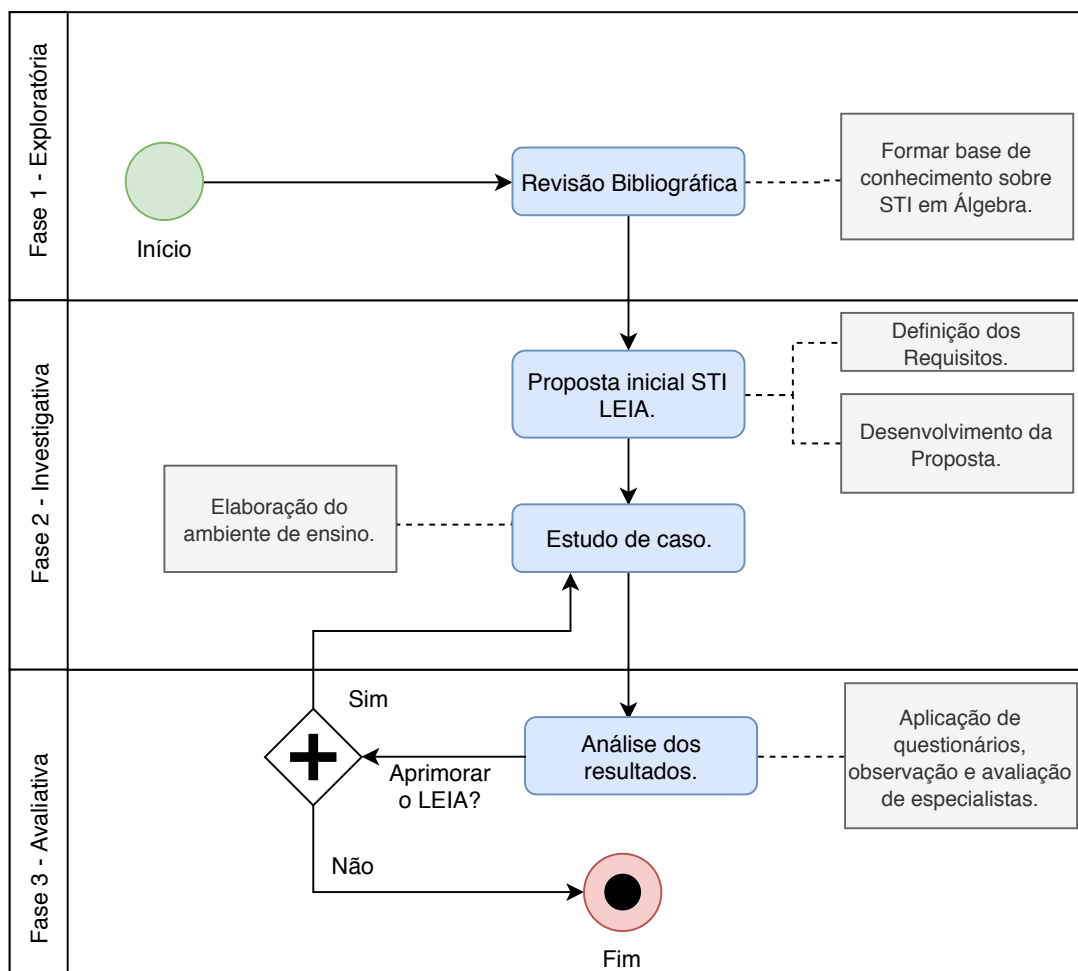 Fase 1 - Exploratória
Início
Revisão Bibliográfica
Formar base de
conhecimento sobre
STI em Álgebra.
Fase 2 - Investigativa
Proposta inicial STI
LEIA.
Definição dos
Requisitos.
Desenvolvimento da
Proposta.
Elaboração do
ambiente de ensino.
Estudo de caso.
Fase 3 - Avaliativa
Sim
Aprimorar
o LEIA?
Não
Análise dos
resultados.
Aplicação de
questionários,
observação e avaliação
de especialistas.
Fim